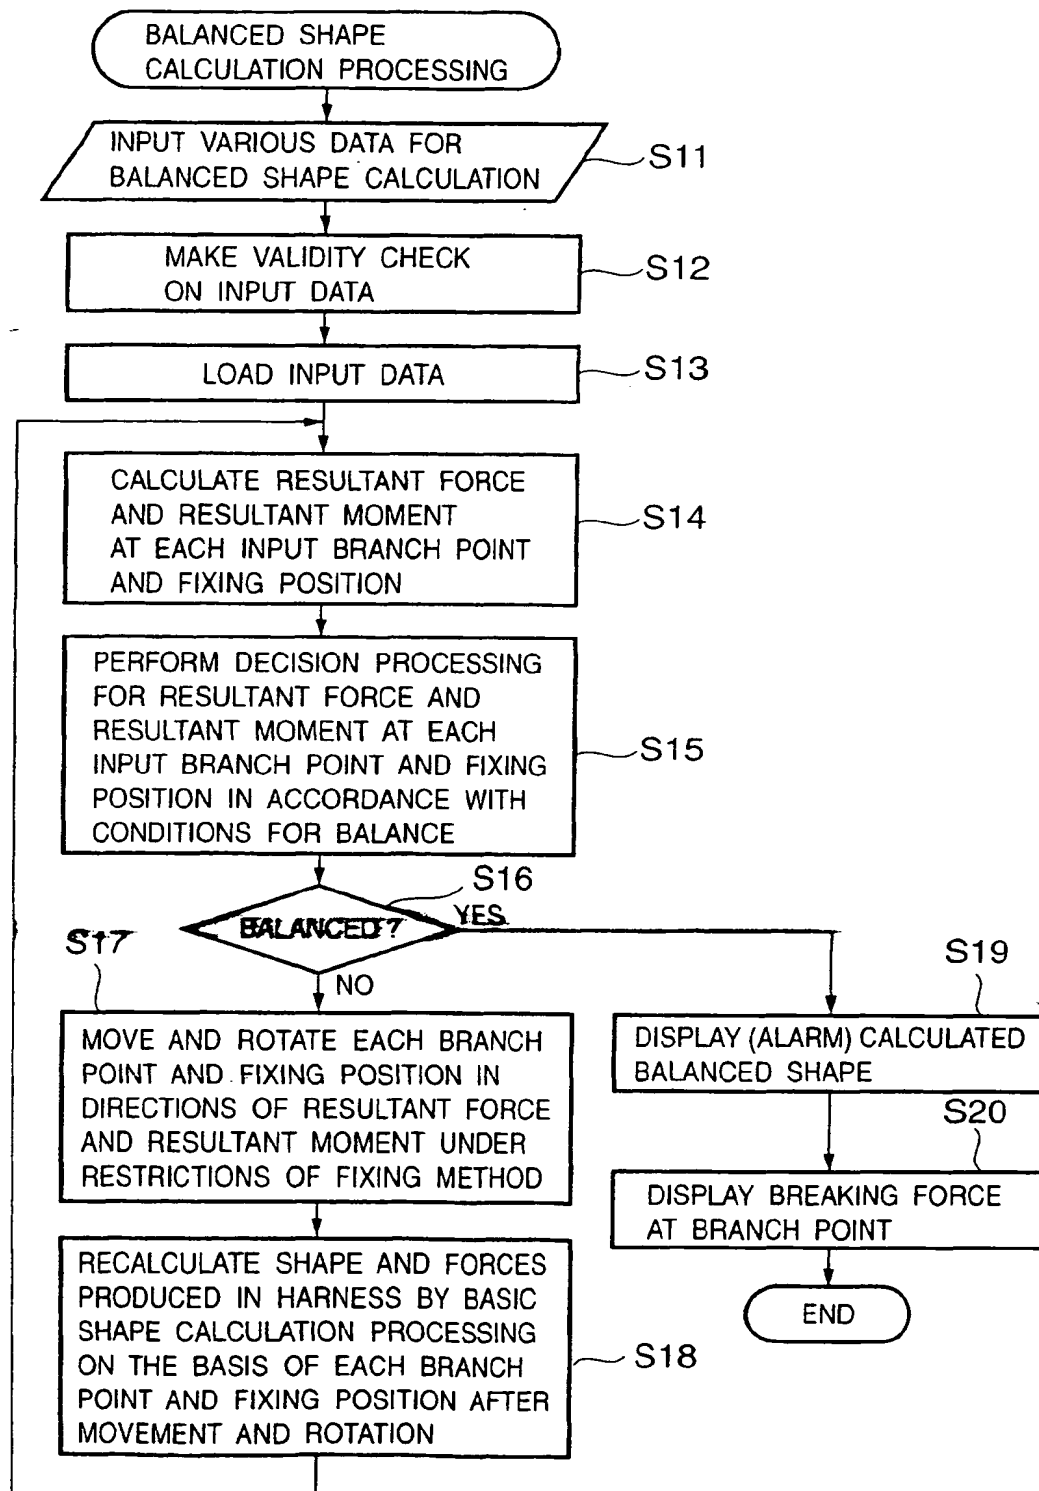 BALANCED SHAPE
CALCULATION PROCESSING
INPUT VARIOUS DATA FOR
BALANCED SHAPE CALCULATION
S11
MAKE VALIDITY CHECK
ON INPUT DATA
S12
LOAD INPUT DATA
S13
CALCULATE RESULTANT FORCE
AND RESULTANT MOMENT
AT EACH INPUT BRANCH POINT
AND FIXING POSITION
S14
PERFORM DECISION PROCESSING
FOR RESULTANT FORCE AND
RESULTANT MOMENT AT EACH
INPUT BRANCH POINT AND FIXING
POSITION IN ACCORDANCE WITH
CONDITIONS FOR BALANCE
S15
S16
BALANCED?
YES
NO
S17
MOVE AND ROTATE EACH BRANCH
POINT AND FIXING POSITION IN
DIRECTIONS OF RESULTANT FORCE
AND RESULTANT MOMENT UNDER
RESTRICTIONS OF FIXING METHOD
RECALCULATE SHAPE AND FORCES
PRODUCED IN HARNESS BY BASIC
SHAPE CALCULATION PROCESSING
ON THE BASIS OF EACH BRANCH
POINT AND FIXING POSITION AFTER
MOVEMENT AND ROTATION
S18
S19
DISPLAY (ALARM) CALCULATED
BALANCED SHAPE
S20
DISPLAY BREAKING FORCE
AT BRANCH POINT
END